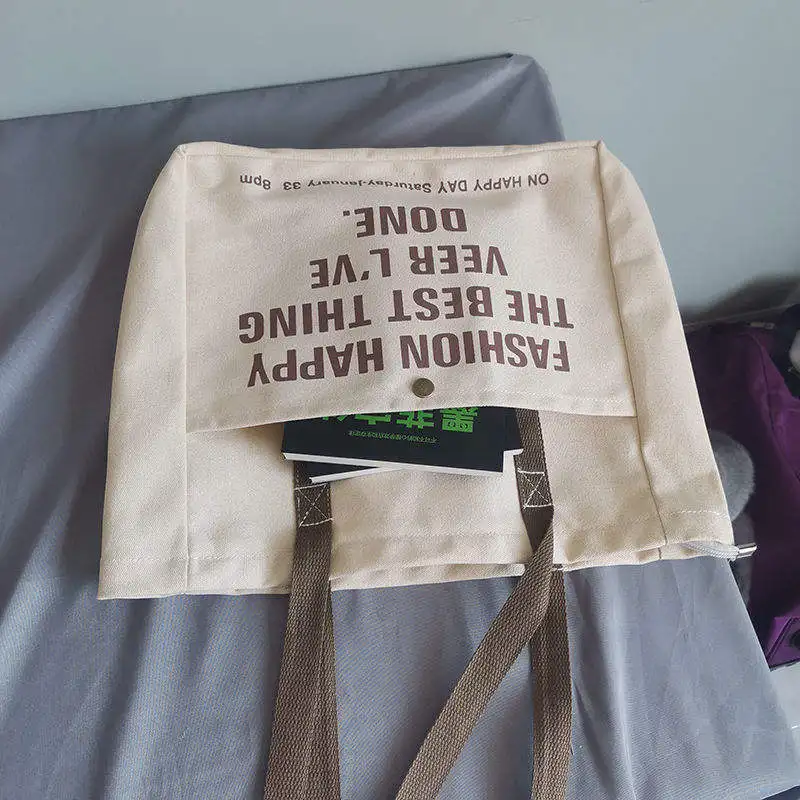 FASHION HAPPY
THE BEST THING
VEER L'VE
DONE.
ON HAPPY DAY Saturday-January 33 8pm